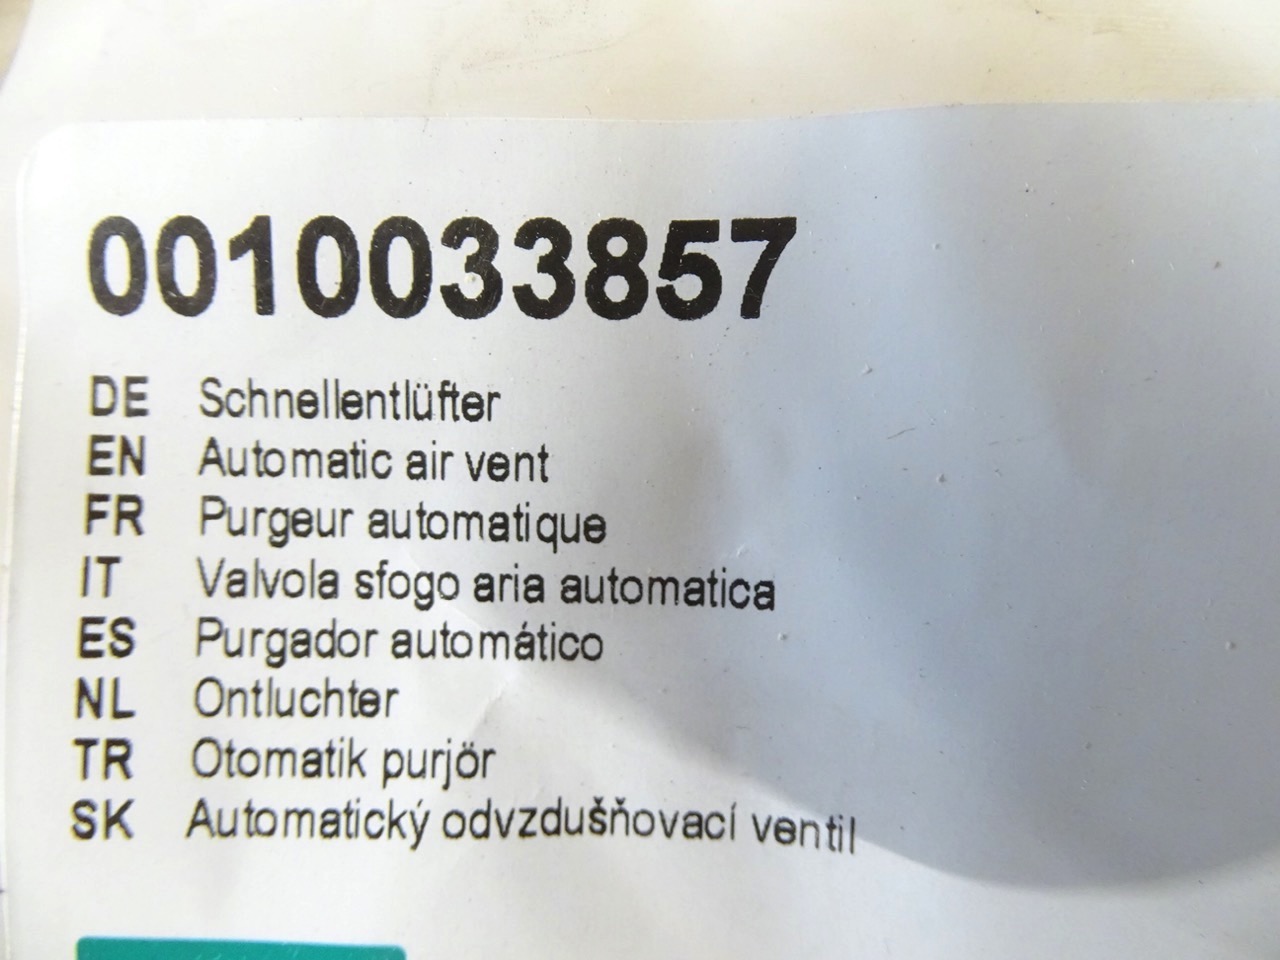 0010033857
DE Schnellentlüfter
EN Automatic air vent
FR Purgeur automatique
IT Valvola sfogo aria automatica
ES Purgador automático
NL Ontluchter
TR Otomatik purjör
SK Automatický odvzdušňovací ventil